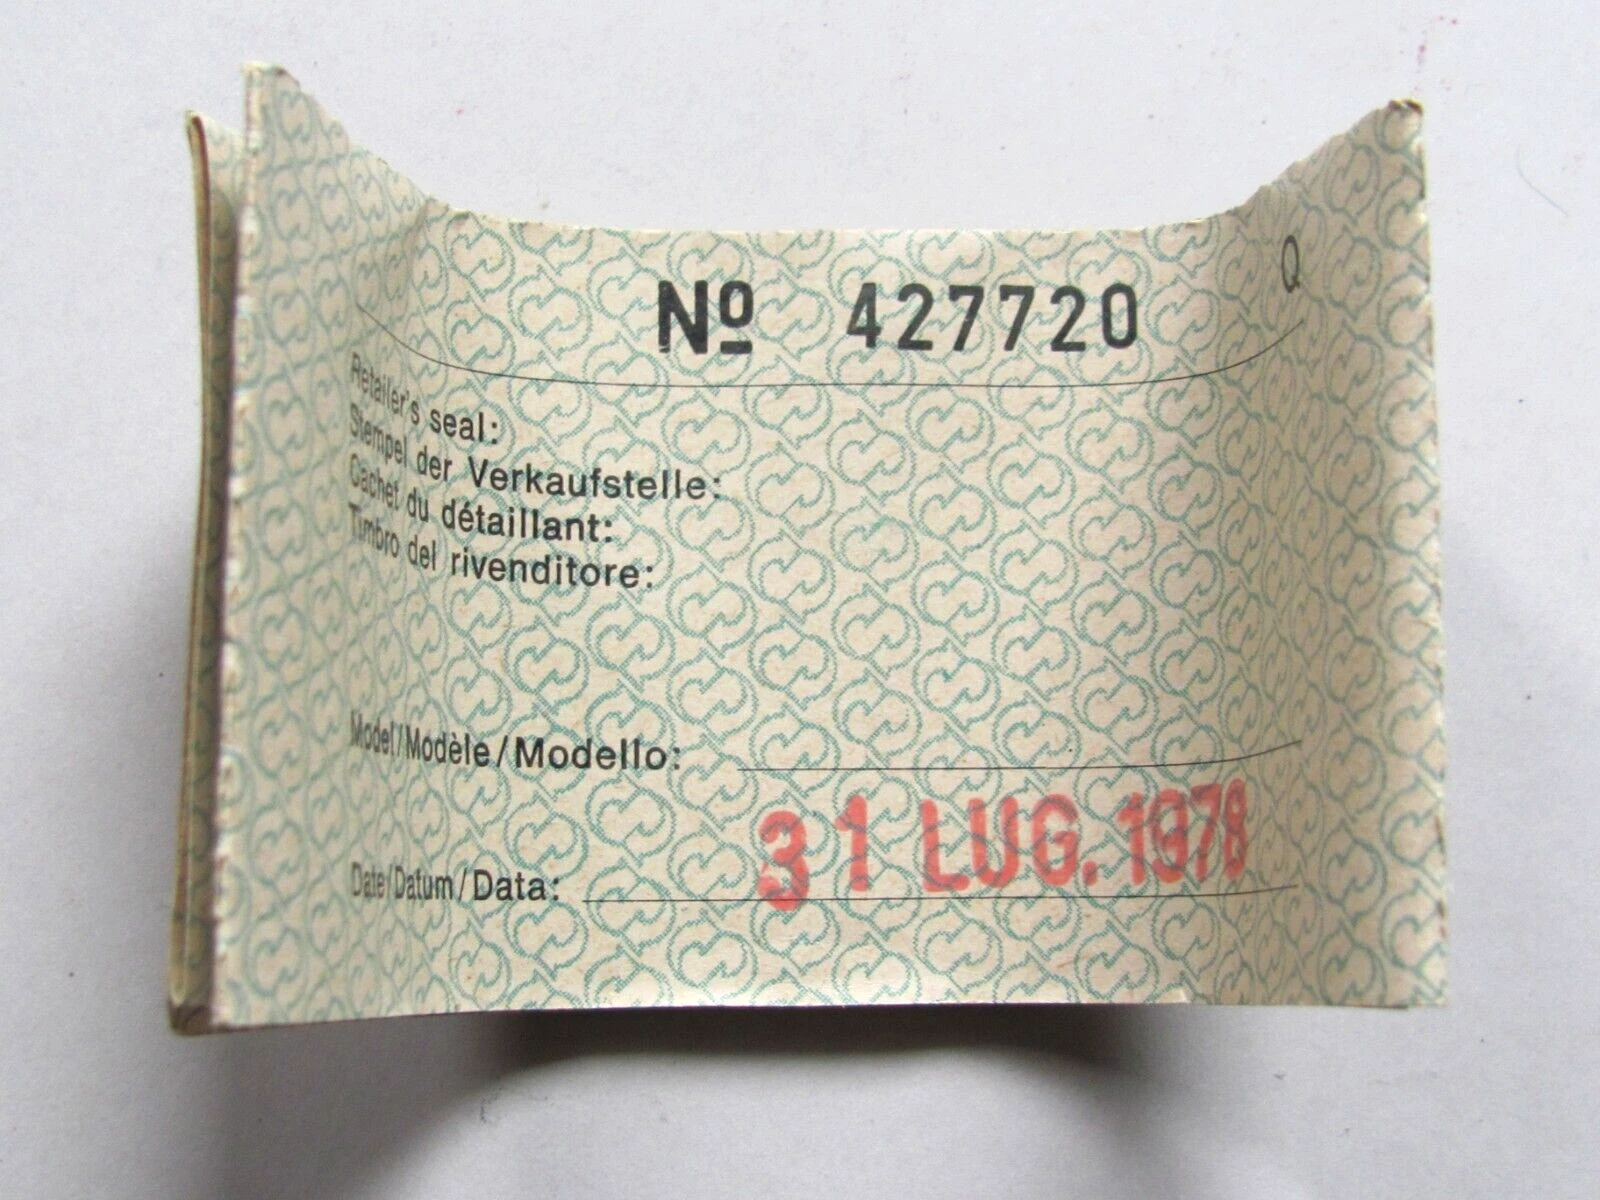 Q
Nº 427720
Retailer's seal:
Stempel der Verkaufstelle:
Cachet du détaillant:
Timbro del rivenditore:
Model/Modèle/Modello:
31 LUG. 1978
Date/Datum/Data: